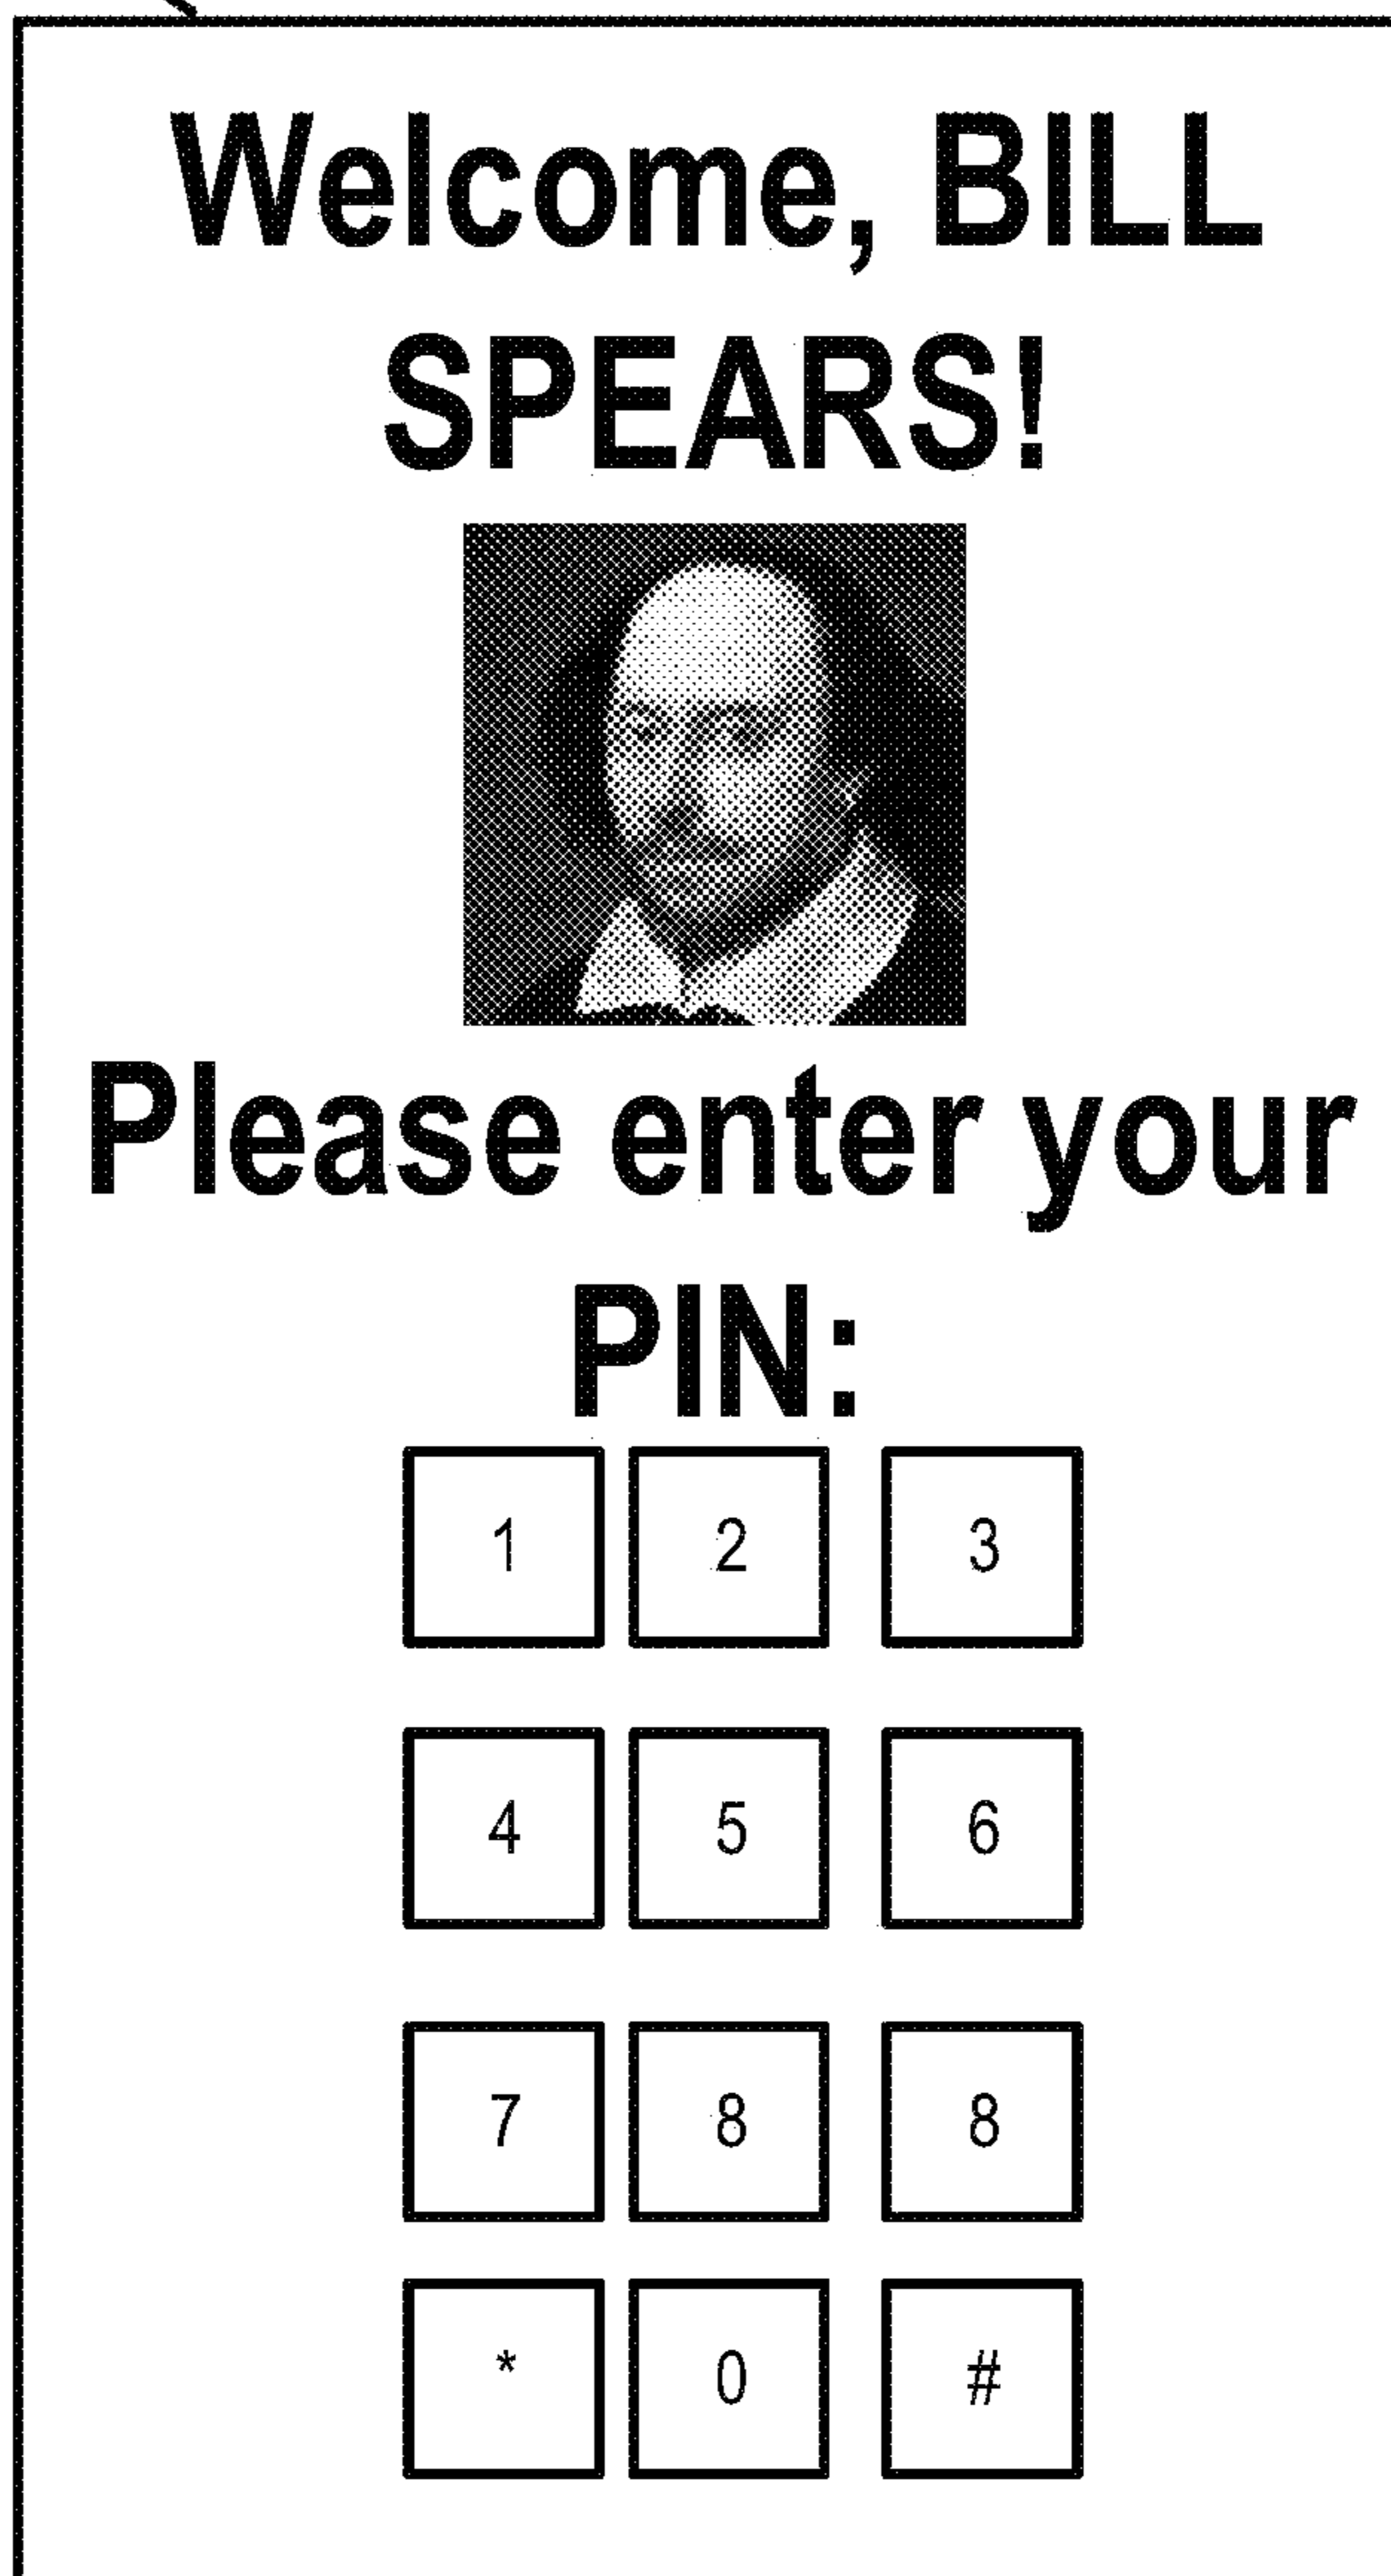 Welcome, BILL
SPEARS!
Please enter your
PIN:
1 2 3
4 5 6
7 8 8
* 0 #